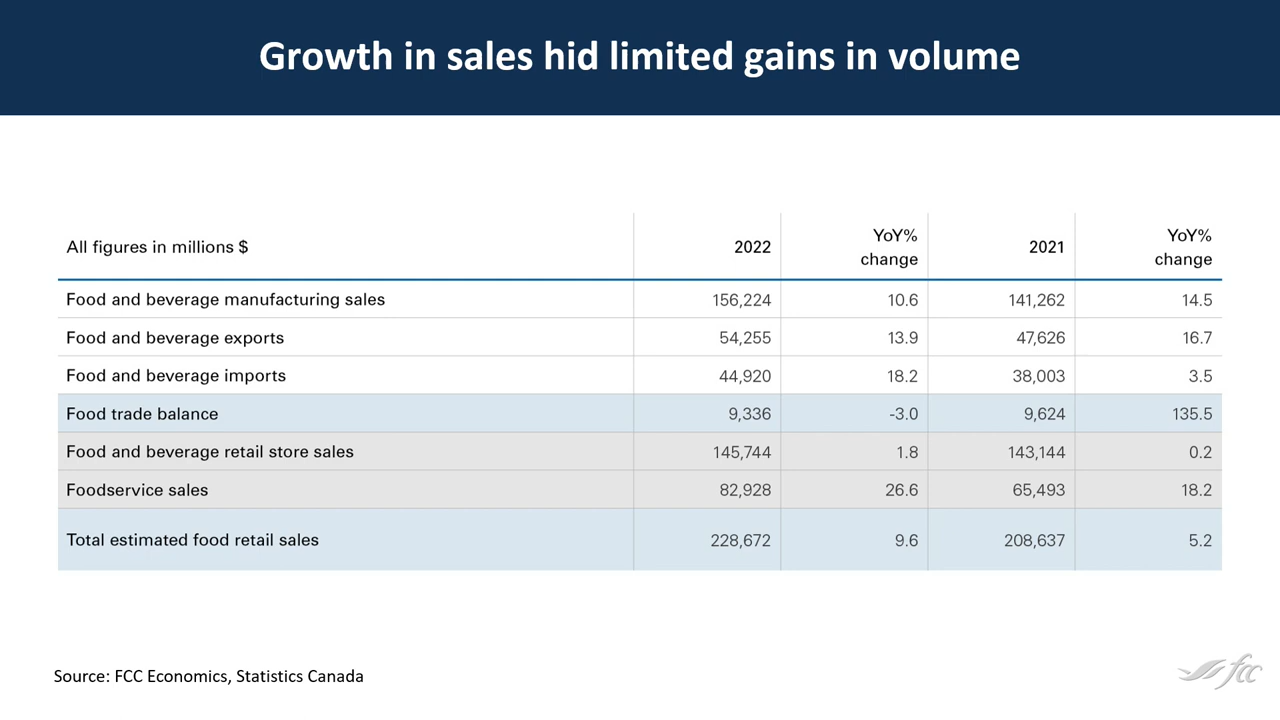 Growth in sales hid limited gains in volume
All figures in millions $ 2022 YoY% change 2021 YoY% change
Food and beverage manufacturing sales 156,224 10.6 141,262 14.5
Food and beverage exports 54,255 13.9 47,626 16.7
Food and beverage imports 44,920 18.2 38,003 3.5
Food trade balance 9,336 -3.0 9,624 135.5
Food and beverage retail store sales 145,744 1.8 143,144 0.2
Foodservice sales 82,928 26.6 65,493 18.2
Total estimated food retail sales 228,672 9.6 208,637 5.2
Source: FCC Economics, Statistics Canada
fcc